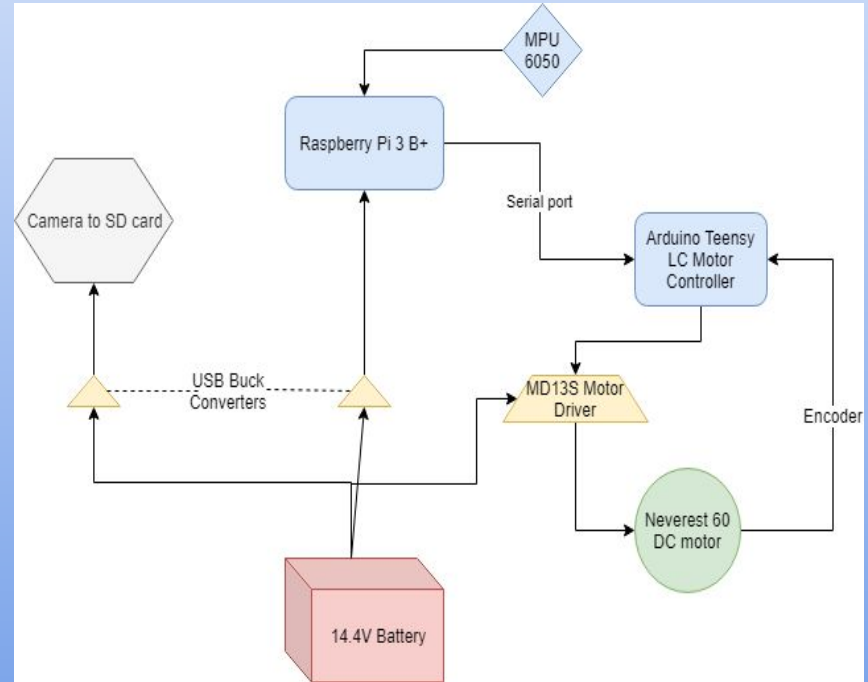 MPU
6050
Raspberry Pi 3 B+
Camera to SD card
Serial port
Arduino Teensy
LC Motor
Controller
USB Buck
Converters
MD13S Motor
Driver
Encoder
Neverest 60
DC motor
14.4V Battery